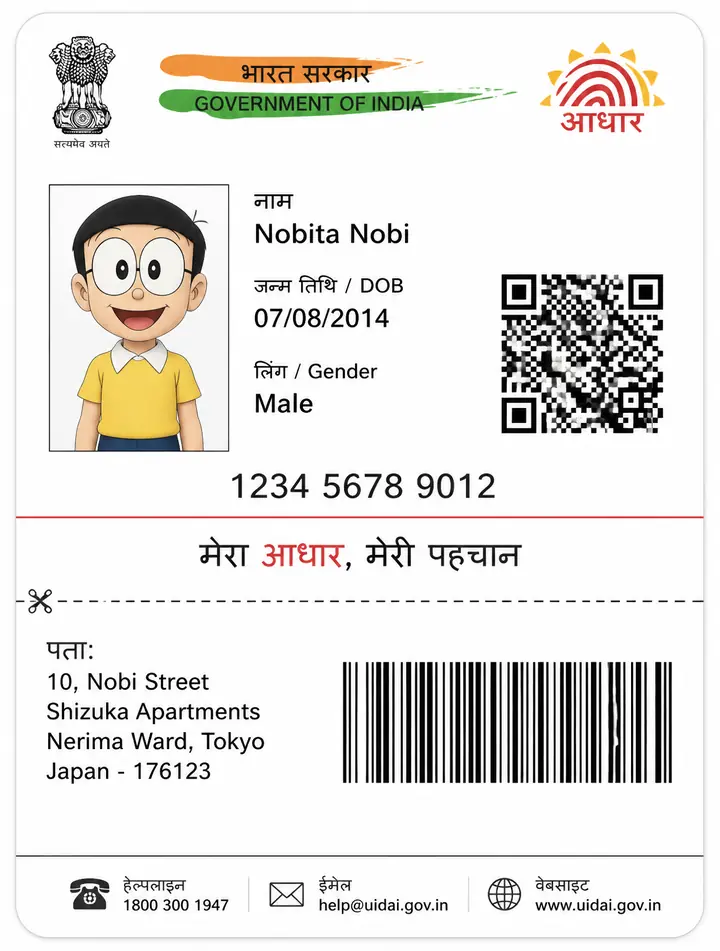 सत्यमेव जयते
भारत सरकार
GOVERNMENT OF INDIA
आधार
नाम
Nobita Nobi
जन्म तिथि / DOB
07/08/2014
लिंग / Gender
Male
1234 5678 9012
मेरा आधार, मेरी पहचान
पता:
10, Nobi Street
Shizuka Apartments
Nerima Ward, Tokyo
Japan - 176123
हेल्पलाइन
1800 300 1947
ईमेल
help@uidai.gov.in
वेबसाइट
www.uidai.gov.in